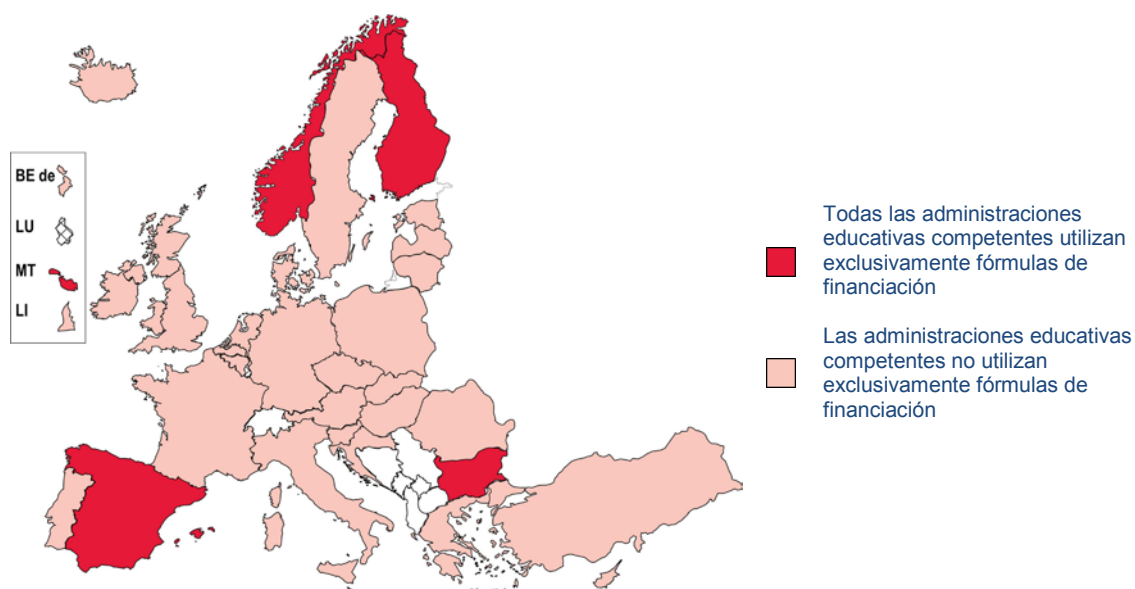 BE de
LU
MT
LI
Todas las administraciones
educativas competentes utilizan
exclusivamente fórmulas de
financiación
Las administraciones educativas
competentes no utilizan
exclusivamente fórmulas de
financiación